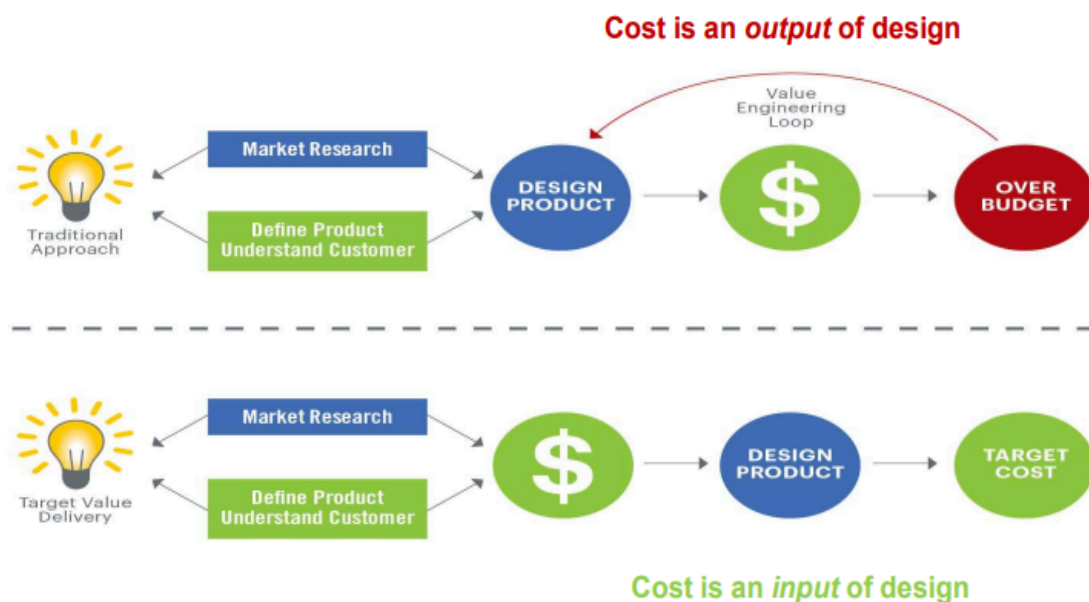 Cost is an output of design
Value
Engineering
Loop
Market Research
DESIGN
PRODUCT
$
OVER
BUDGET
Define Product
Understand Customer
Traditional
Approach
Market Research
$
DESIGN
PRODUCT
TARGET
COST
Define Product
Understand Customer
Target Value
Delivery
Cost is an input of design